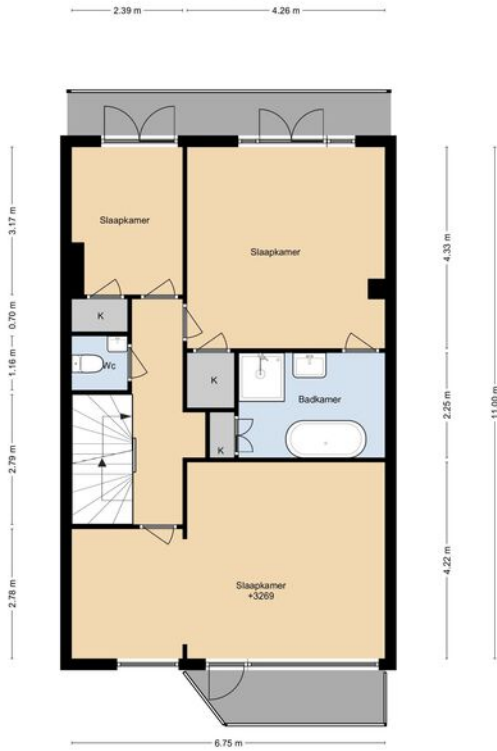 2.39 m
4.26 m
3.17 m
0.70 m
1.16 m
2.79 m
2.78 m
Slaapkamer
Slaapkamer
K
Wc
K
Badkamer
K
Slaapkamer
+3269
4.33 m
2.25 m
4.22 m
11.00 m
6.75 m